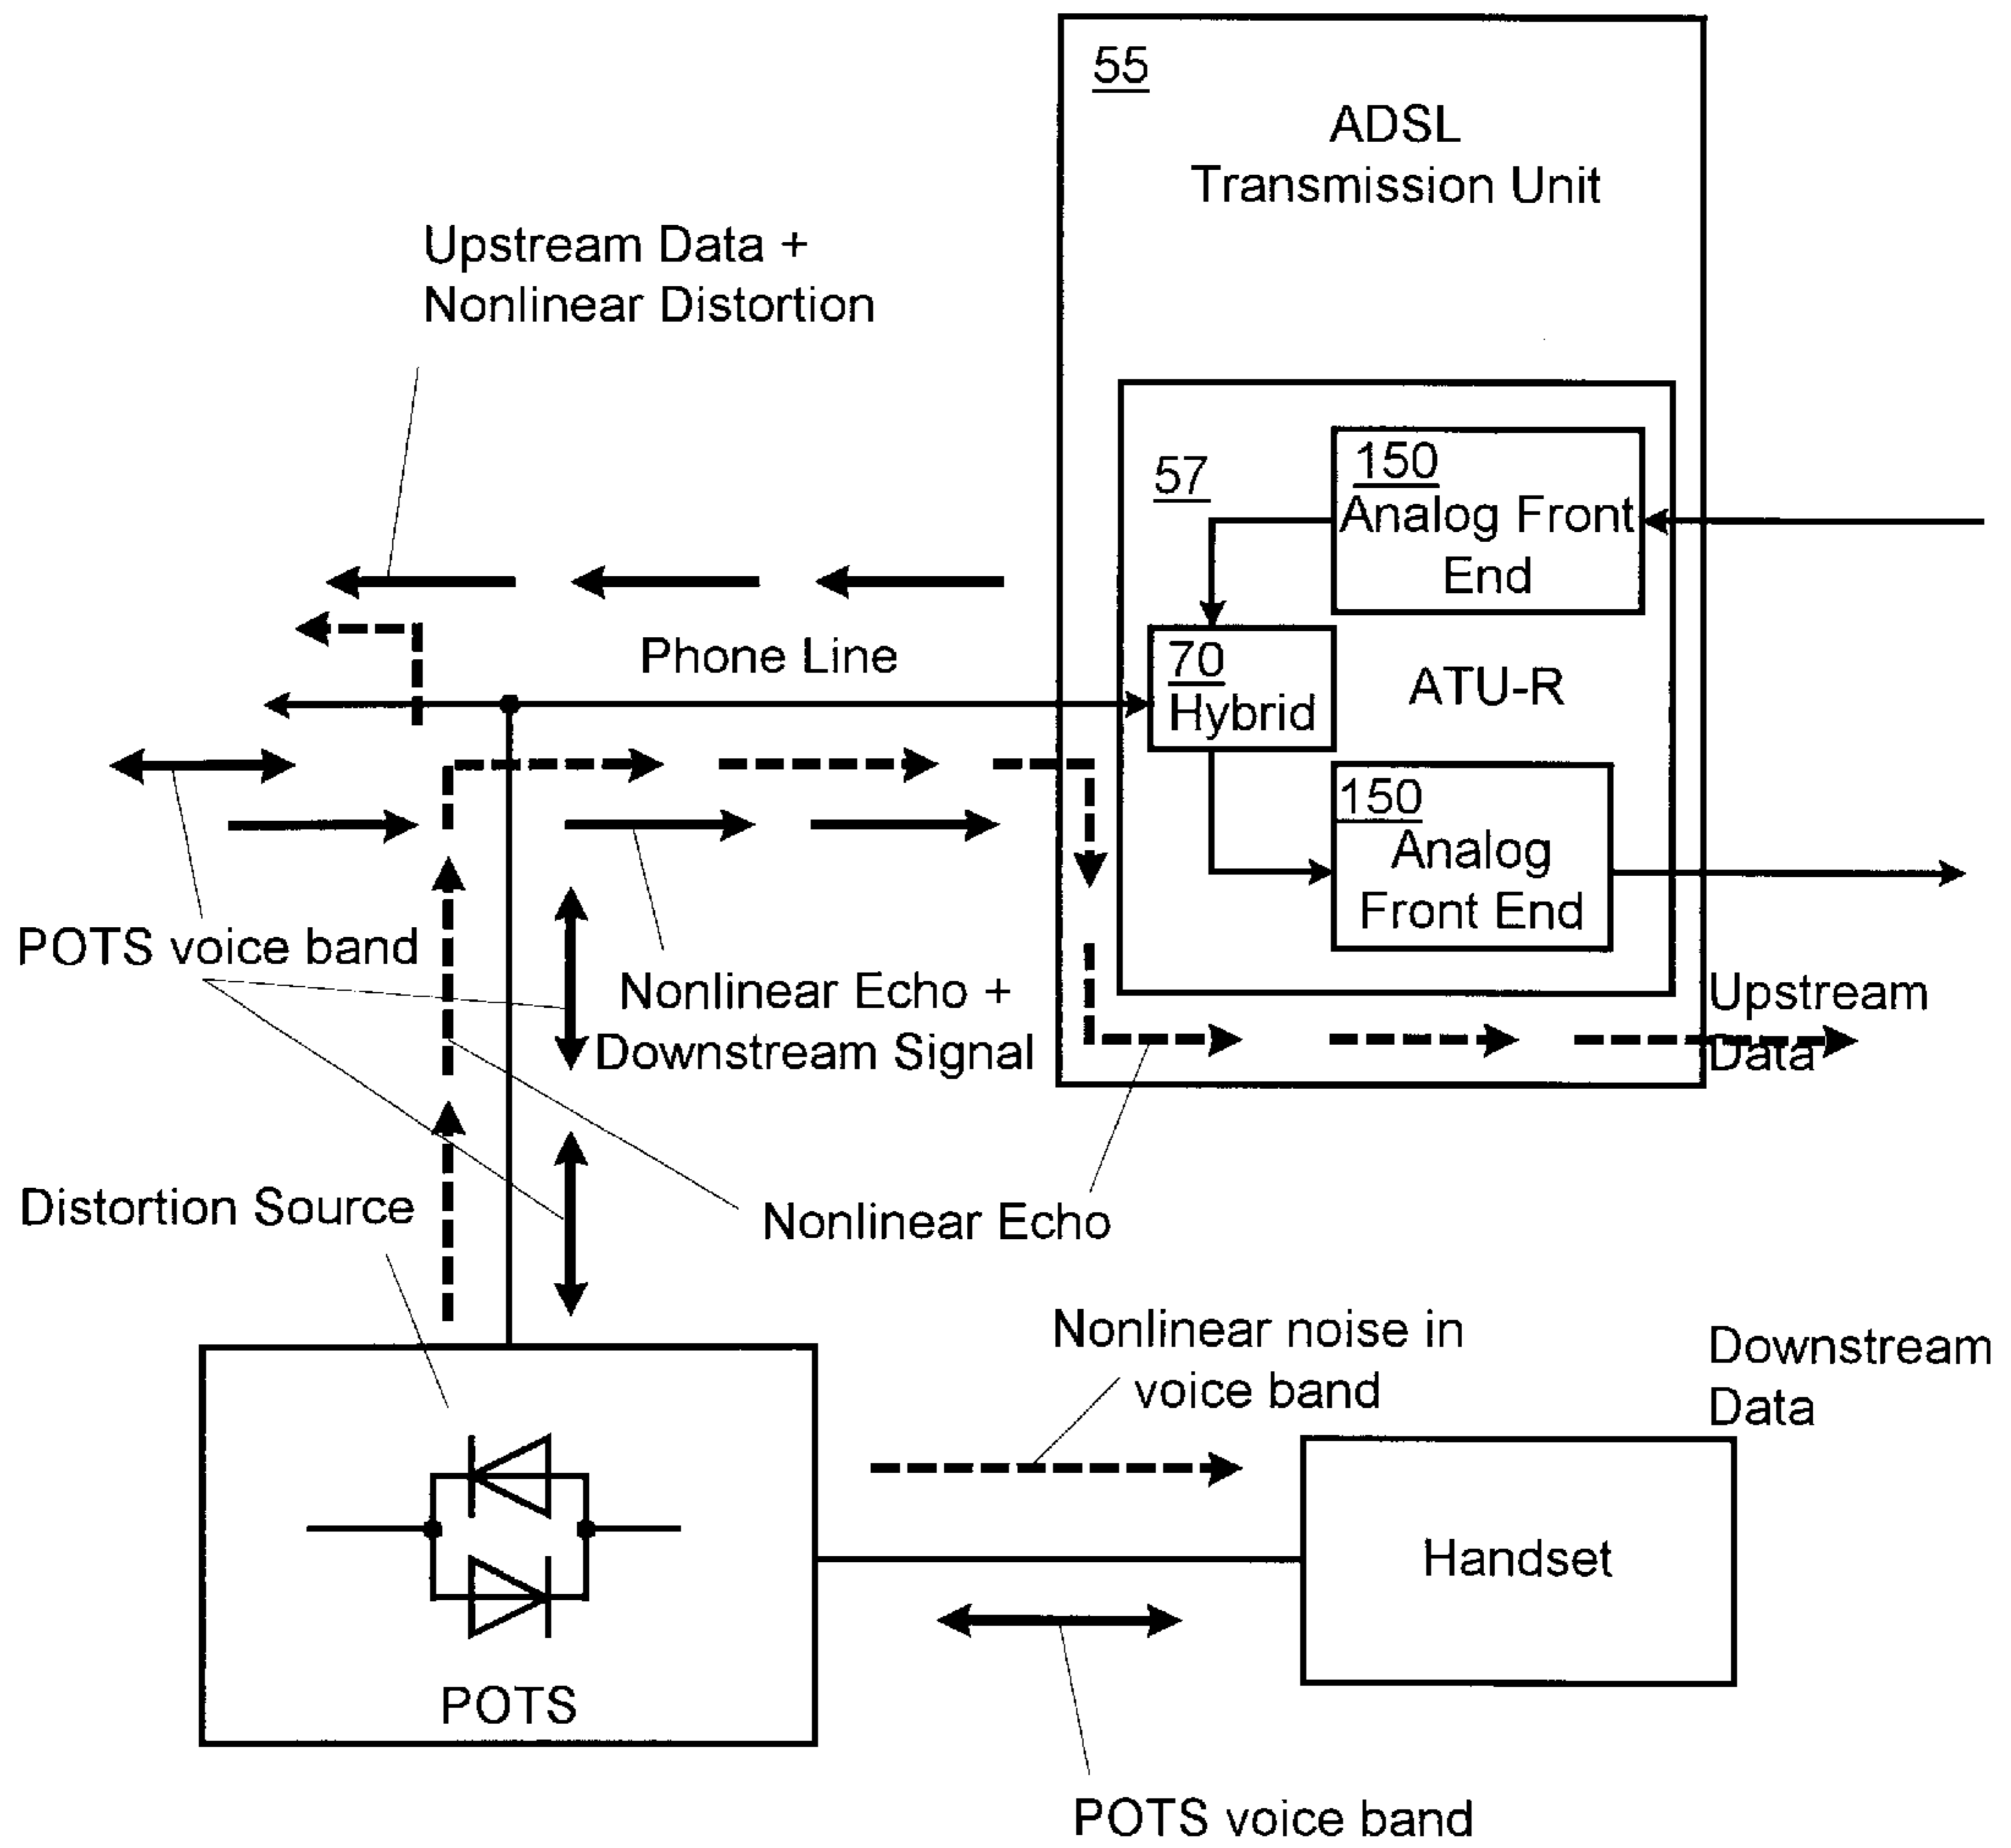 55
ADSL
Transmission Unit
Upstream Data +
Nonlinear Distortion
150
Analog Front
End
57
Phone Line
70
Hybrid
ATU-R
150
Analog
Front End
POTS voice band
Nonlinear Echo +
Downstream Signal
Upstream
Data
Distortion Source
Nonlinear Echo
Nonlinear noise in
voice band
Downstream
Data
Handset
POTS
POTS voice band